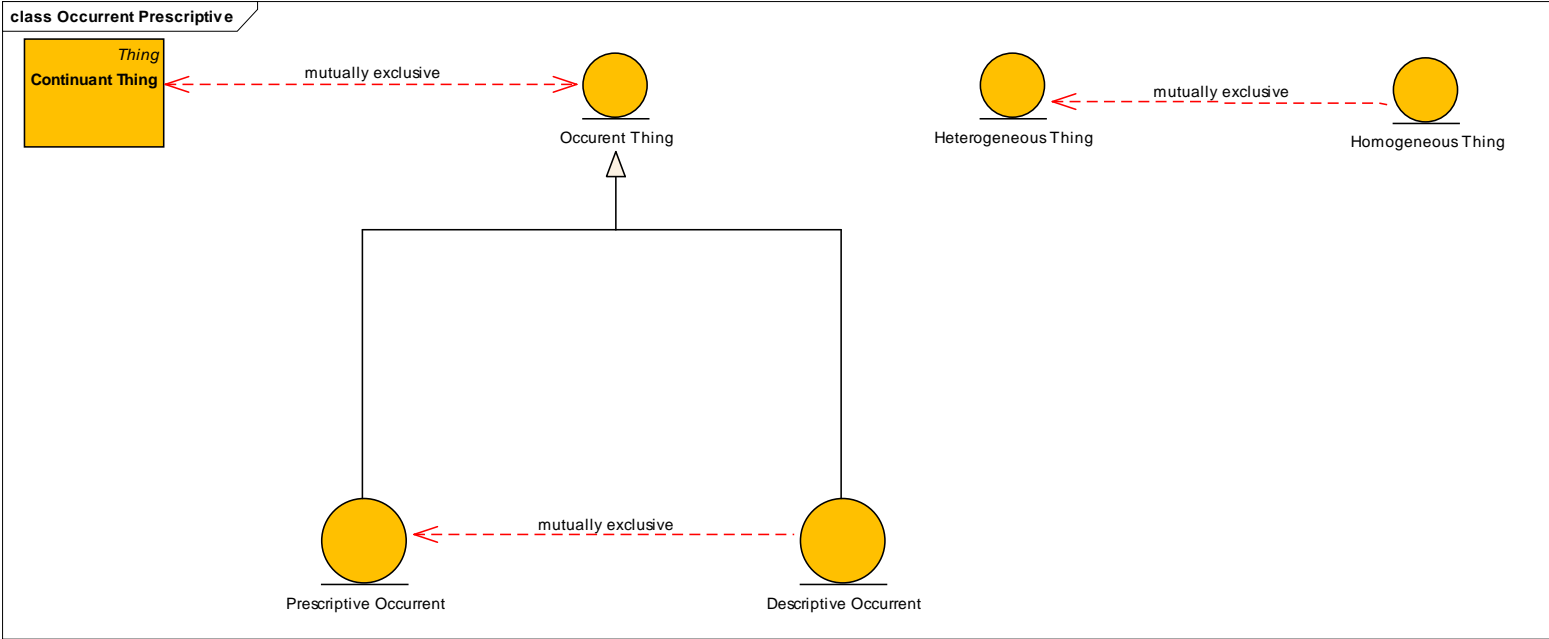 class Occurrent Prescriptive
Thing
Continuant Thing
mutually exclusive
Occurent Thing
Heterogeneous Thing
mutually exclusive
Homogeneous Thing
Prescriptive Occurrent
mutually exclusive
Descriptive Occurrent